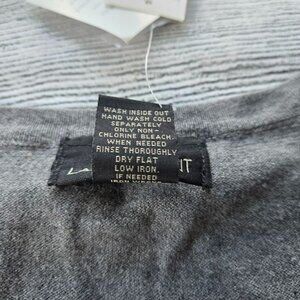 WASH INSIDE OUT
HAND WASH COLD
SEPARATELY
ONLY NON-
CHLORINE BLEACH.
WHEN NEEDED
RINSE THOROUGHLY
DRY FLAT
LOW IRON.
IF NEEDED
IT